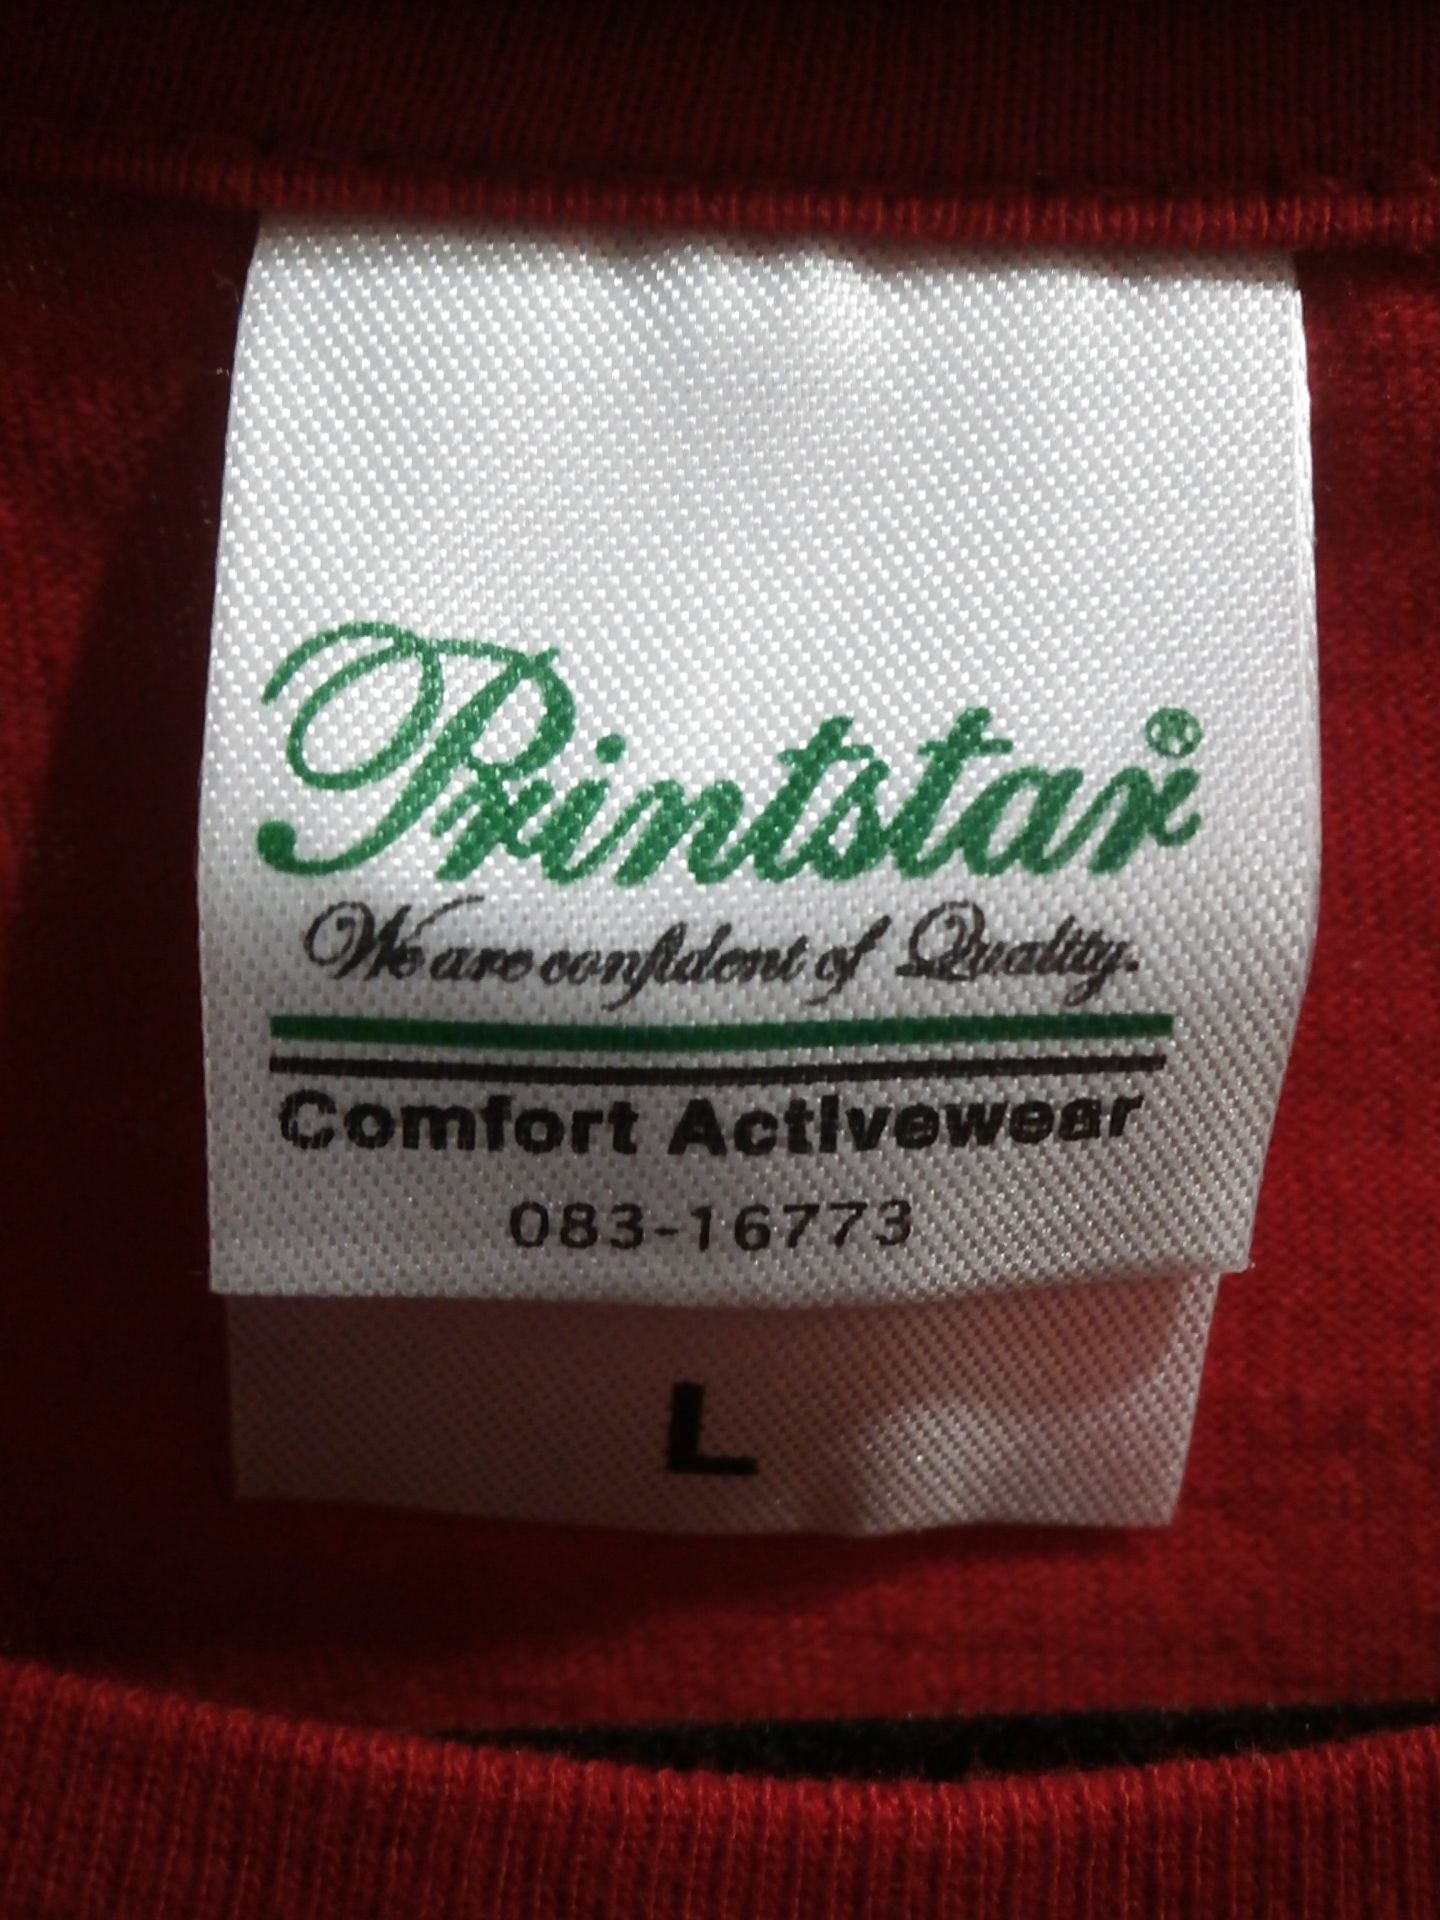 Printstar®
We are confident of Quality.
Comfort Activewear
083-16773
L